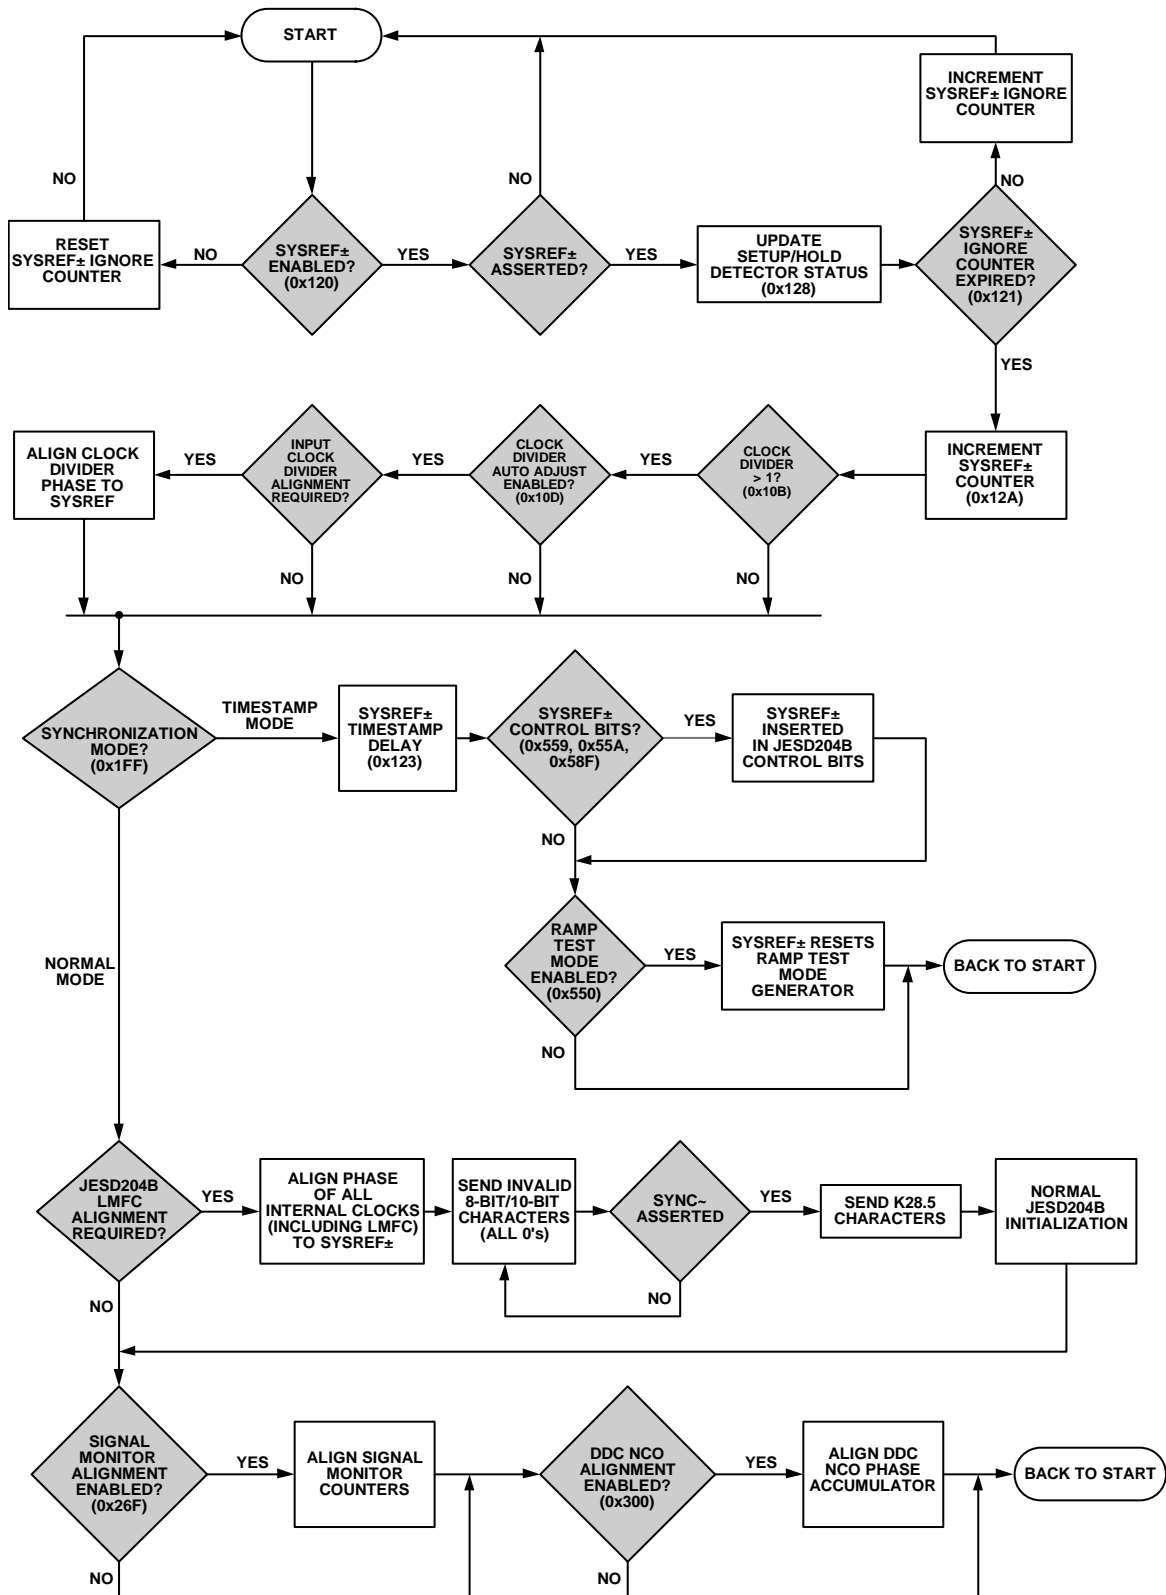 START
INCREMENT
SYSREF± IGNORE
COUNTER
NO
NO
NO
RESET
SYSREF± IGNORE
COUNTER
NO
SYSREF±
ENABLED?
(0x120)
YES
SYSREF±
ASSERTED?
YES
UPDATE
SETUP/HOLD
DETECTOR STATUS
(0x128)
SYSREF±
IGNORE
COUNTER
EXPIRED?
(0x121)
YES
ALIGN CLOCK
DIVIDER
PHASE TO
SYSREF
YES
INPUT
CLOCK
DIVIDER
ALIGNMENT
REQUIRED?
YES
CLOCK
DIVIDER
AUTO ADJUST
ENABLED?
(0x10D)
YES
CLOCK
DIVIDER
> 1?
(0x10B)
INCREMENT
SYSREF±
COUNTER
(0x12A)
NO
NO
NO
SYNCHRONIZATION
MODE?
(0x1FF)
TIMESTAMP
MODE
SYSREF±
TIMESTAMP
DELAY
(0x123)
SYSREF±
CONTROL BITS?
(0x559, 0x55A,
0x58F)
YES
SYSREF±
INSERTED
IN JESD204B
CONTROL BITS
NO
NORMAL
MODE
RAMP
TEST
MODE
ENABLED?
(0x550)
YES
SYSREF± RESETS
RAMP TEST
MODE
GENERATOR
BACK TO START
NO
JESD204B
LMFC
ALIGNMENT
REQUIRED?
YES
ALIGN PHASE
OF ALL
INTERNAL CLOCKS
(INCLUDING LMFC)
TO SYSREF±
SEND INVALID
8-BIT/10-BIT
CHARACTERS
(ALL 0's)
SYNC~
ASSERTED
YES
SEND K28.5
CHARACTERS
NORMAL
JESD204B
INITIALIZATION
NO
NO
SIGNAL
MONITOR
ALIGNMENT
ENABLED?
(0x26F)
YES
ALIGN SIGNAL
MONITOR
COUNTERS
DDC NCO
ALIGNMENT
ENABLED?
(0x300)
YES
ALIGN DDC
NCO PHASE
ACCUMULATOR
BACK TO START
NO
NO